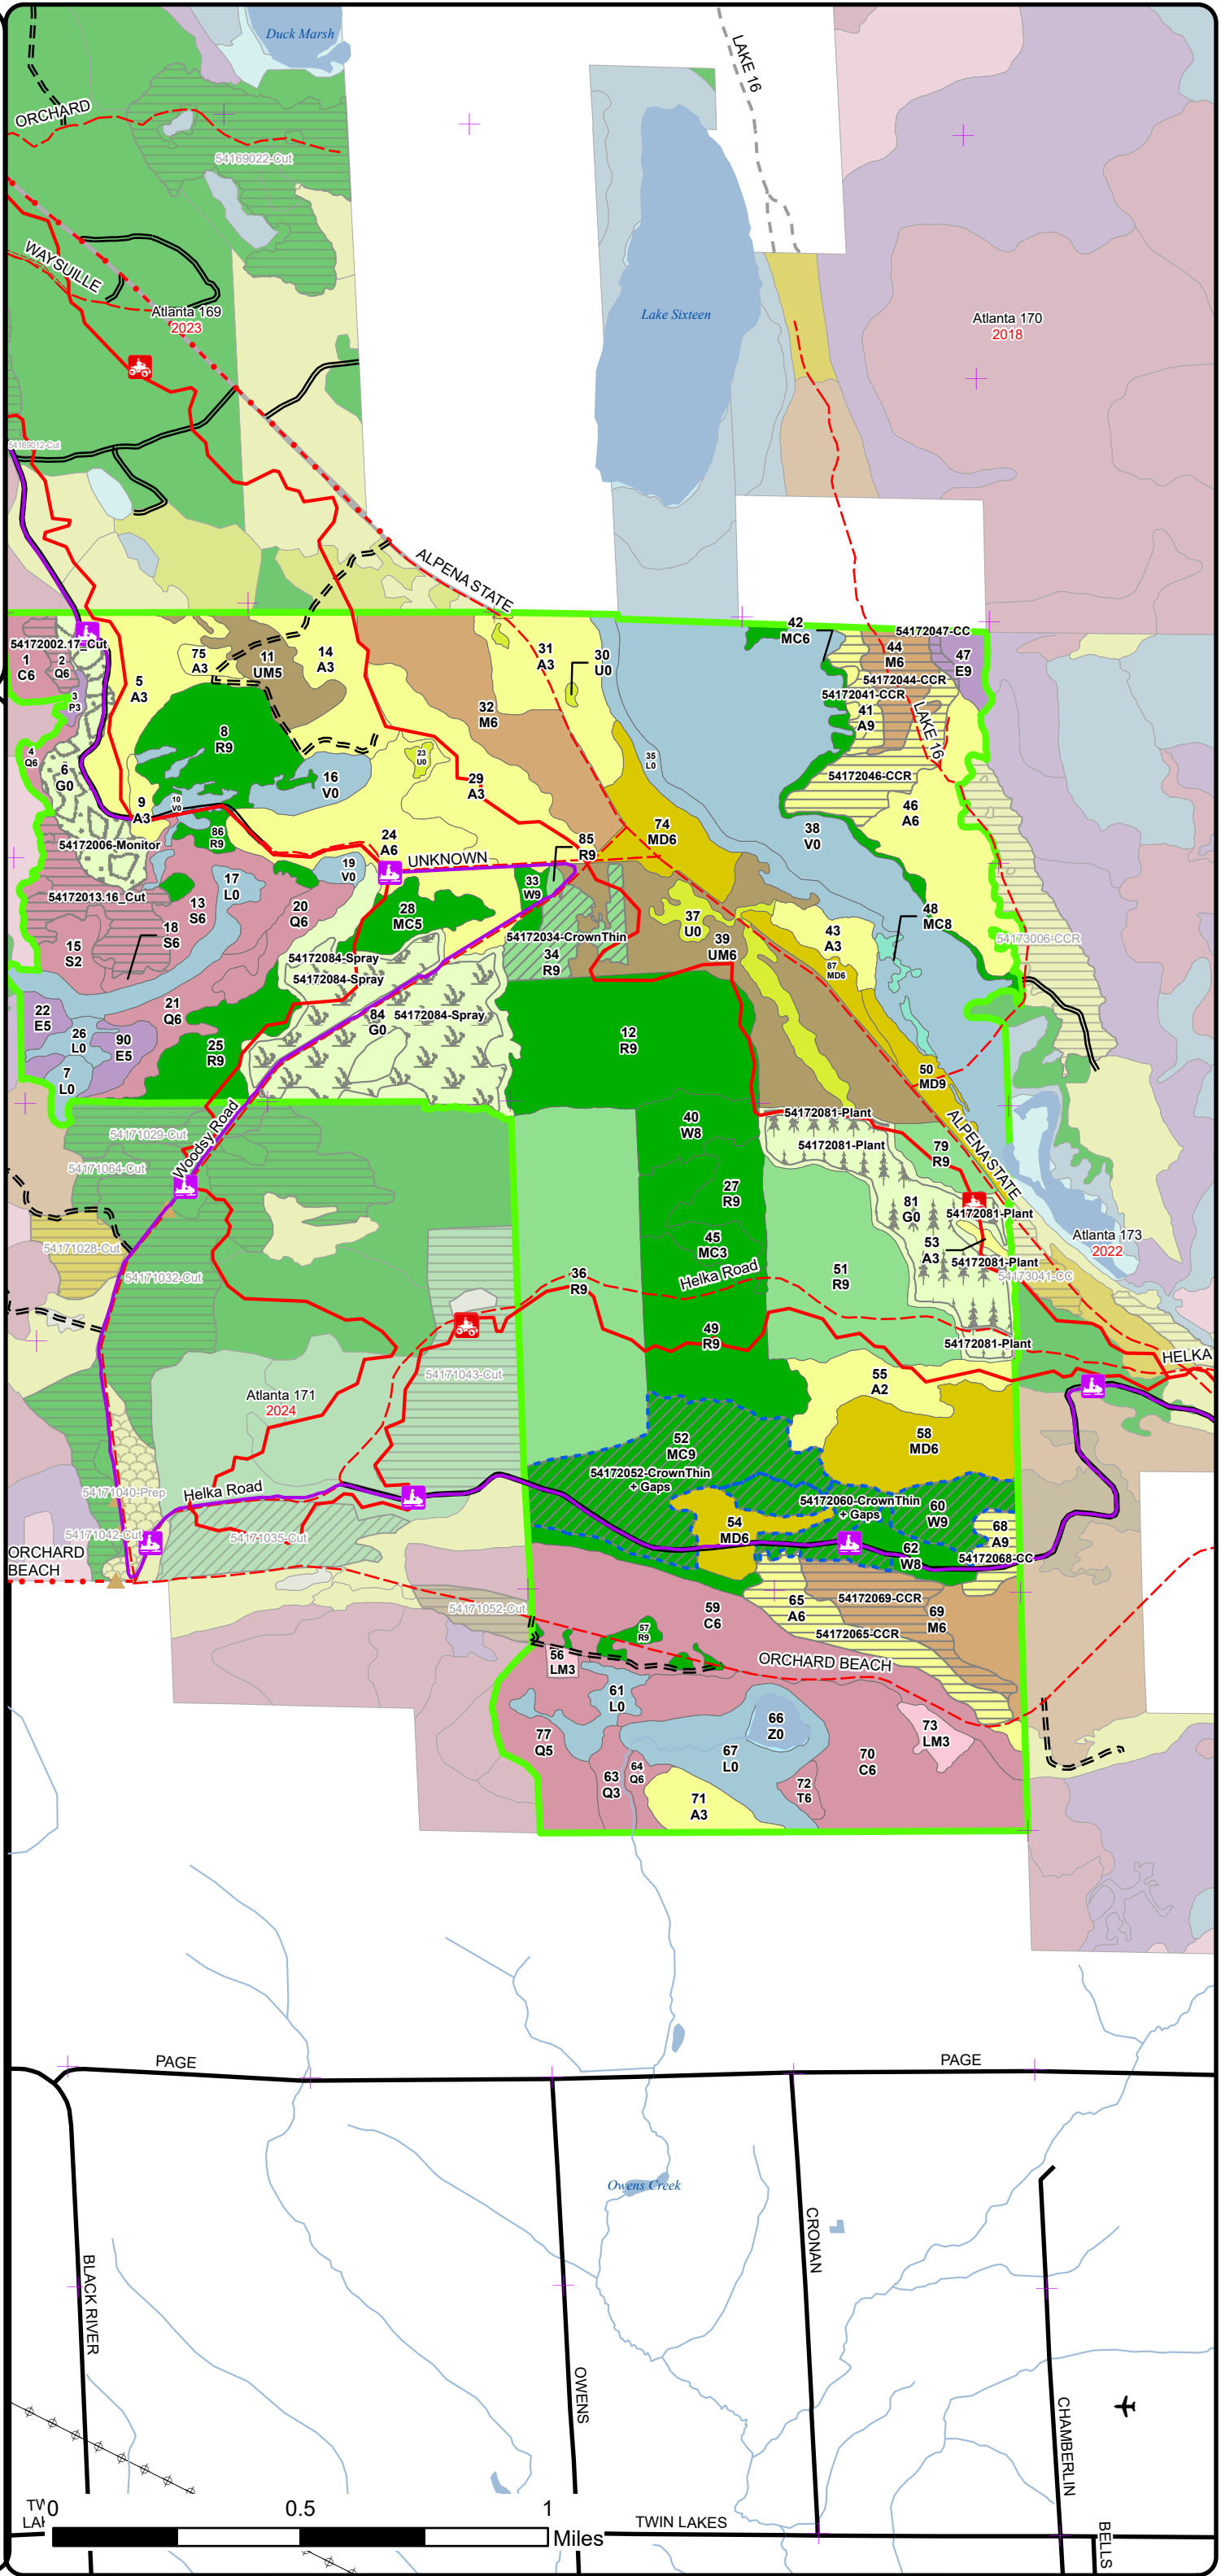 Duck Marsh
LAKE 16
ORCHARD
54169022-Cut
WAYSUILLE
Atlanta 169
2023
Lake Sixteen
Atlanta 170
2018
54169012-Cut
ALPENA STATE
42
MC6
54172047-CC
54172002.17_Cut
1
C6
2
Q6
3
P3
75
A3
11
UM5
14
A3
31
A3
30
U0
44
M6
47
E9
54172044-CCR
54172041-CCR
5
A3
41
A9
LAKE 16
32
M6
8
R9
4
Q6
6
G0
23
U0
35
L0
16
V0
29
A3
54172046-CCR
9
A3
10
V0
46
A6
86
R9
74
MD6
38
V0
54172006-Monitor
24
A6
UNKNOWN
85
R9
19
V0
33
W9
17
L0
54172013.16_Cut
13
S6
20
Q6
28
MC5
37
U0
48
MC8
18
S6
54172034-CrownThin
43
A3
54173006-CCR
15
S2
54172084-Spray
34
R9
39
UM6
87
MD6
54172084-Spray
21
Q6
22
E5
84
G0
54172084-Spray
26
L0
90
E5
25
R9
12
R9
7
L0
50
MD9
Woodsy Road
54171029-Cut
40
W8
54172081-Plant
ALPENA STATE
54172081-Plant
79
R9
54171064-Cut
27
R9
81
G0
54172081-Plant
54171028-Cut
45
MC3
53
A3
Atlanta 173
2022
54172081-Plant
54171032-Cut
36
R9
Helka Road
51
R9
54173041-CC
49
R9
54172081-Plant
HELKA
54171043-Cut
55
A2
Atlanta 171
2024
58
MD6
52
MC9
54172052-CrownThin
+ Gaps
54171040-Prep
Helka Road
54172060-CrownThin
+ Gaps
60
W9
54
MD6
68
A9
54171042-Cut
54171035-Cut
62
W8
54172068-CC
ORCHARD
BEACH
54172069-CCR
54171052-Cut
59
C6
65
A6
69
M6
57
R9
54172065-CCR
56
LM3
ORCHARD BEACH
61
L0
66
Z0
73
LM3
77
Q5
67
L0
70
C6
63
Q3
64
Q6
72
T6
71
A3
PAGE
PAGE
Owens Creek
CRONAN
BLACK RIVER
OWENS
CHAMBERLIN
0
0.5
1
Miles
TWIN LAKES
BELLS